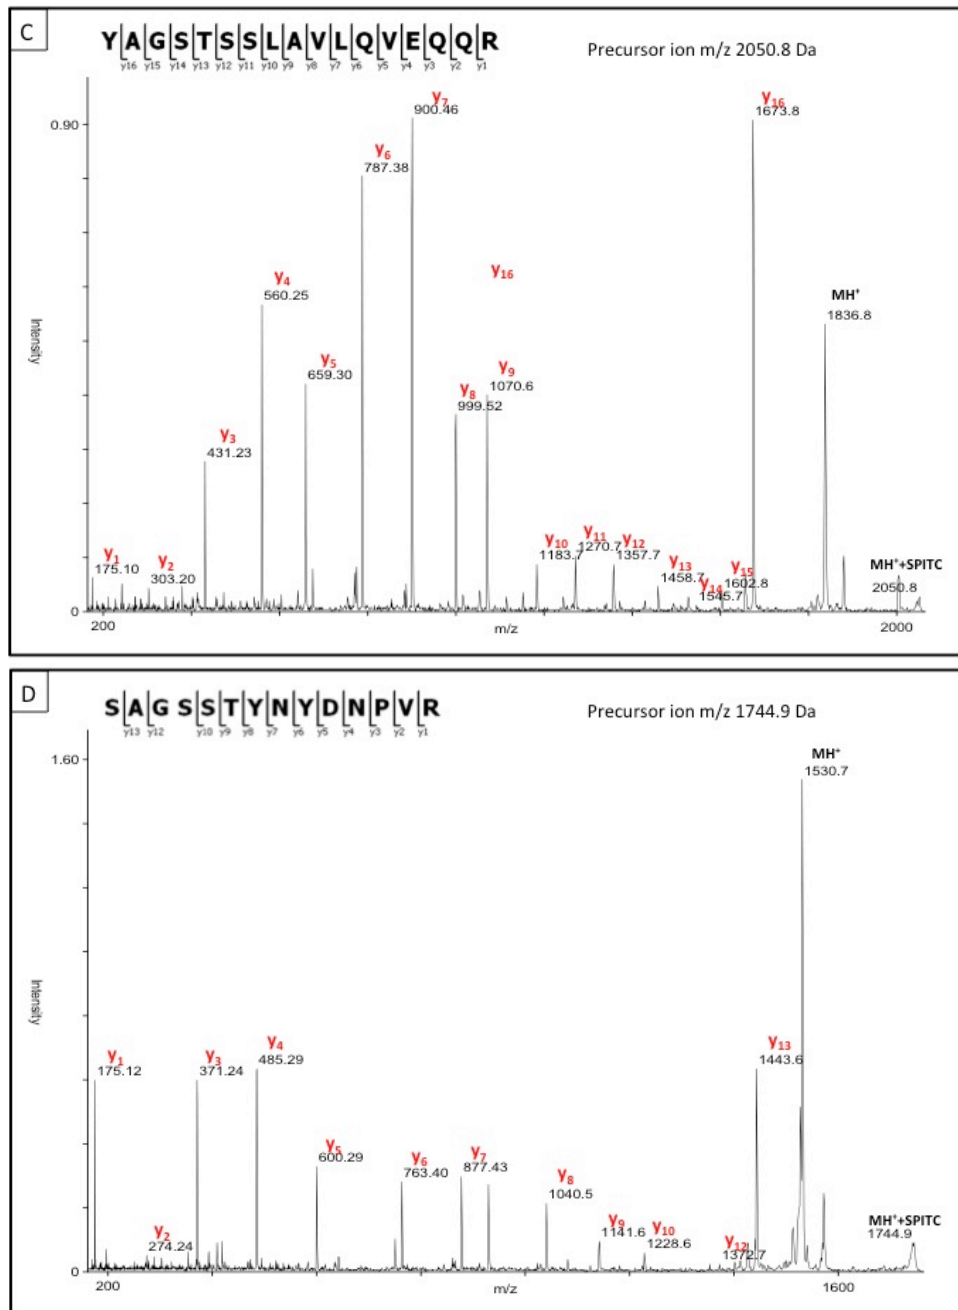 C
YAGSTSSLAVLQVEQQR
y16 y15 y14 y13 y12 y11 y10 y9 y8 y7 y6 y5 y4 y3 y2 y1
Precursor ion m/z 2050.8 Da
0.90
Intensity
0
y1
175.10
y2
303.20
y3
431.23
y4
560.25
y5
659.30
y6
787.38
y7
900.46
y8
999.52
y9
1070.6
y16
y10
1183.7
y11
1270.7
y12
1357.7
y13
1458.7
y14
1545.7
y15
1602.8
y16
1673.8
MH+
1836.8
MH++SPITC
2050.8
200
m/z
2000
D
SAGSSTYNYDNPVR
y13 y12 y10 y9 y8 y7 y6 y5 y4 y3 y2 y1
Precursor ion m/z 1744.9 Da
1.60
Intensity
0
y1
175.12
y2
274.24
y3
371.24
y4
485.29
y5
600.29
y6
763.40
y7
877.43
y8
1040.5
y9
1141.6
y10
1228.6
y12
1372.7
y13
1443.6
MH+
1530.7
MH++SPITC
1744.9
200
m/z
1600